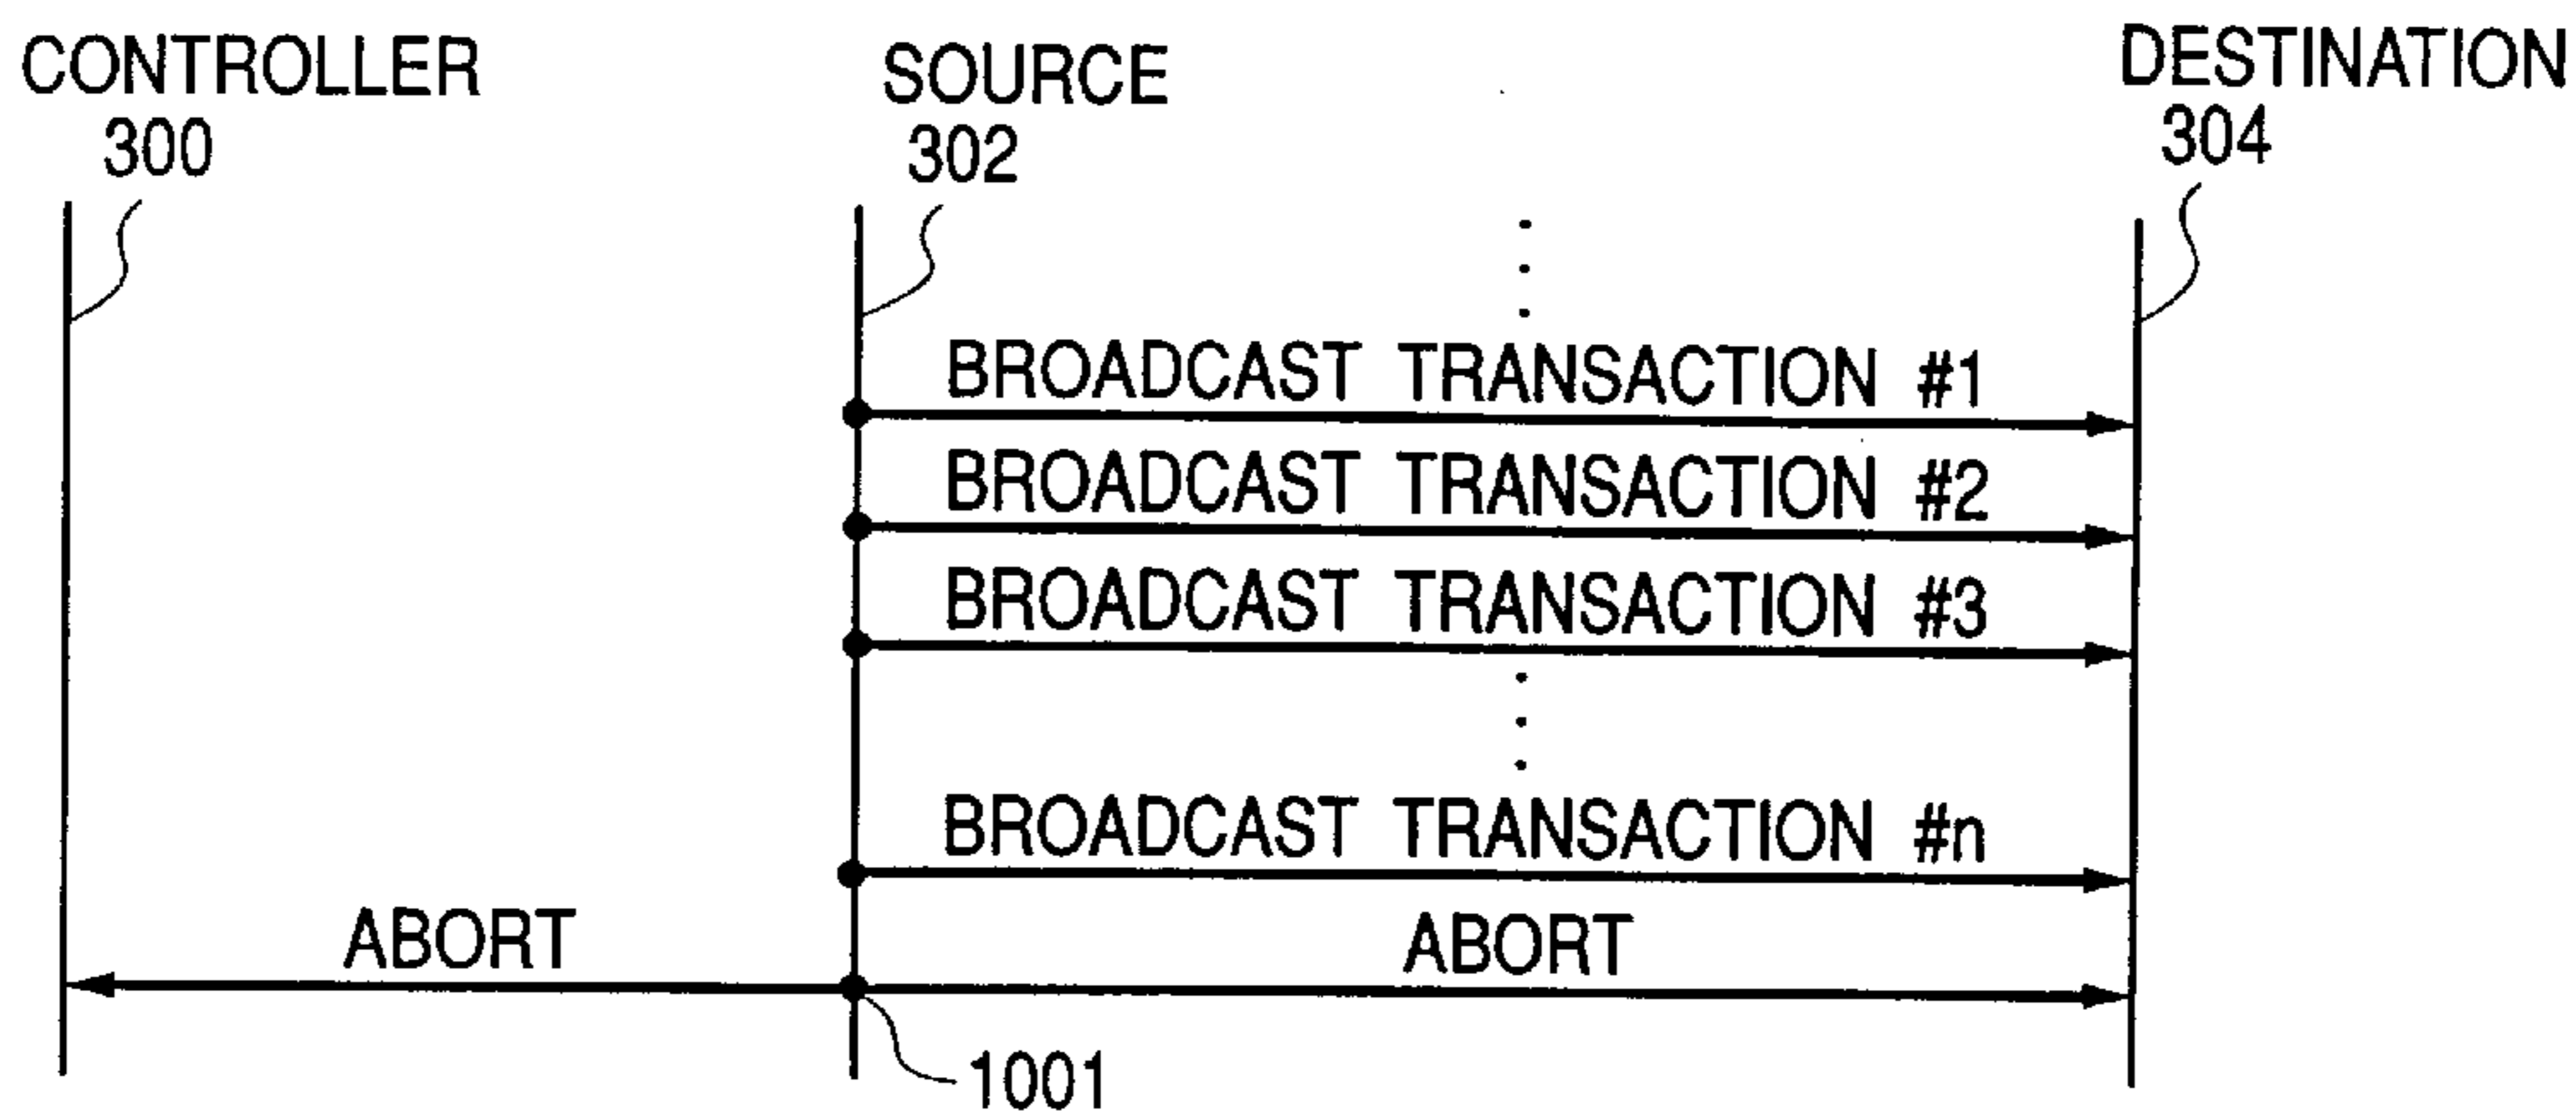 CONTROLLER
300
SOURCE
302
DESTINATION
304
BROADCAST TRANSACTION #1
BROADCAST TRANSACTION #2
BROADCAST TRANSACTION #3
BROADCAST TRANSACTION #n
ABORT
ABORT
1001